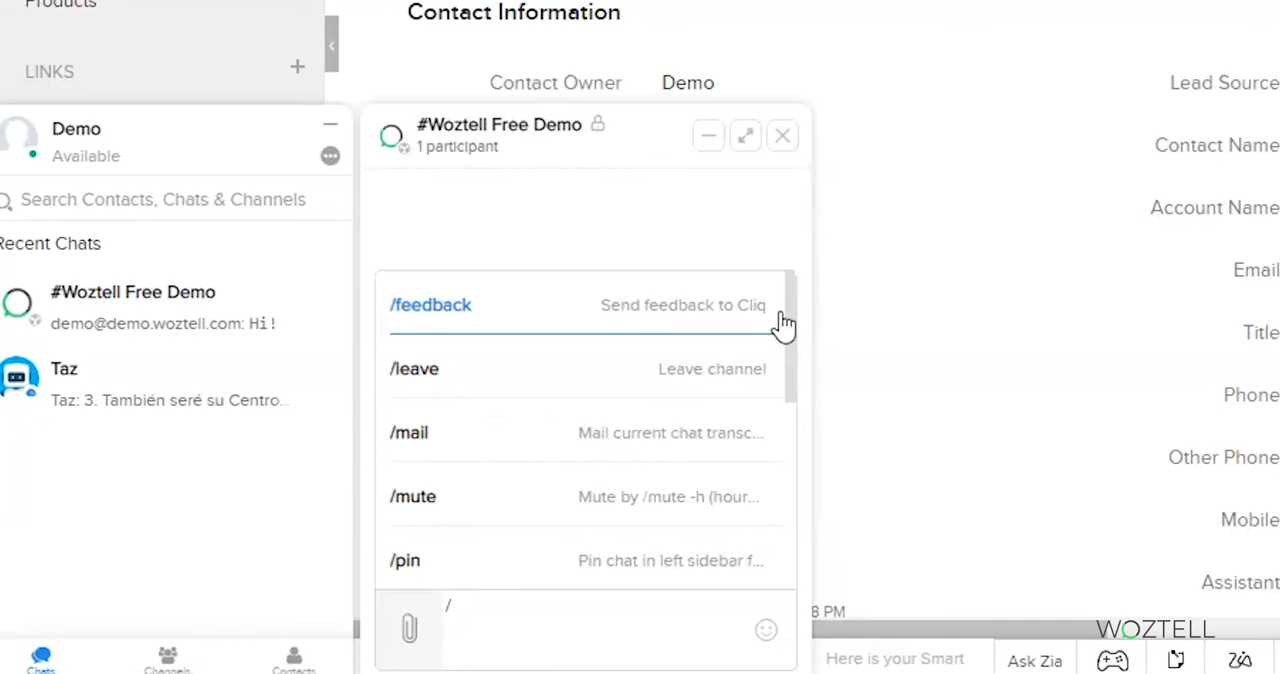 Products
Contact Information
LINKS +
Contact Owner Demo
Lead Source
Demo
Available
#Woztell Free Demo
1 participant
Contact Name
Search Contacts, Chats & Channels
Account Name
Recent Chats
Email
#Woztell Free Demo
demo@demo.woztell.com: Hi!
/feedback Send feedback to Cliq
Title
Taz
Taz: 3. También seré su Centro...
/leave Leave channel
Phone
/mail Mail current chat transc...
Other Phone
/mute Mute by /mute -h (hour...
Mobile
/pin Pin chat in left sidebar f...
Assistant
/
8 PM
WOZTELL
Chats
Channels
Contacts
Here is your Smart
Ask Zia